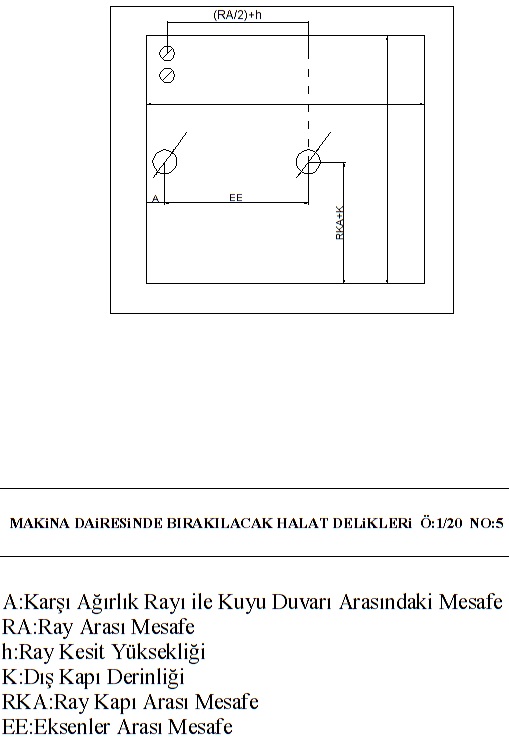 (RA/2)+h
A
EE
RKA+K
MAKiNA DAiRESiNDE BIRAKILACAK HALAT DELiKLERi Ö:1/20 NO:5
A:Karşı Ağırlık Rayı ile Kuyu Duvarı Arasındaki Mesafe
RA:Ray Arası Mesafe
h:Ray Kesit Yüksekliği
K:Dış Kapı Derinliği
RKA:Ray Kapı Arası Mesafe
EE:Eksenler Arası Mesafe